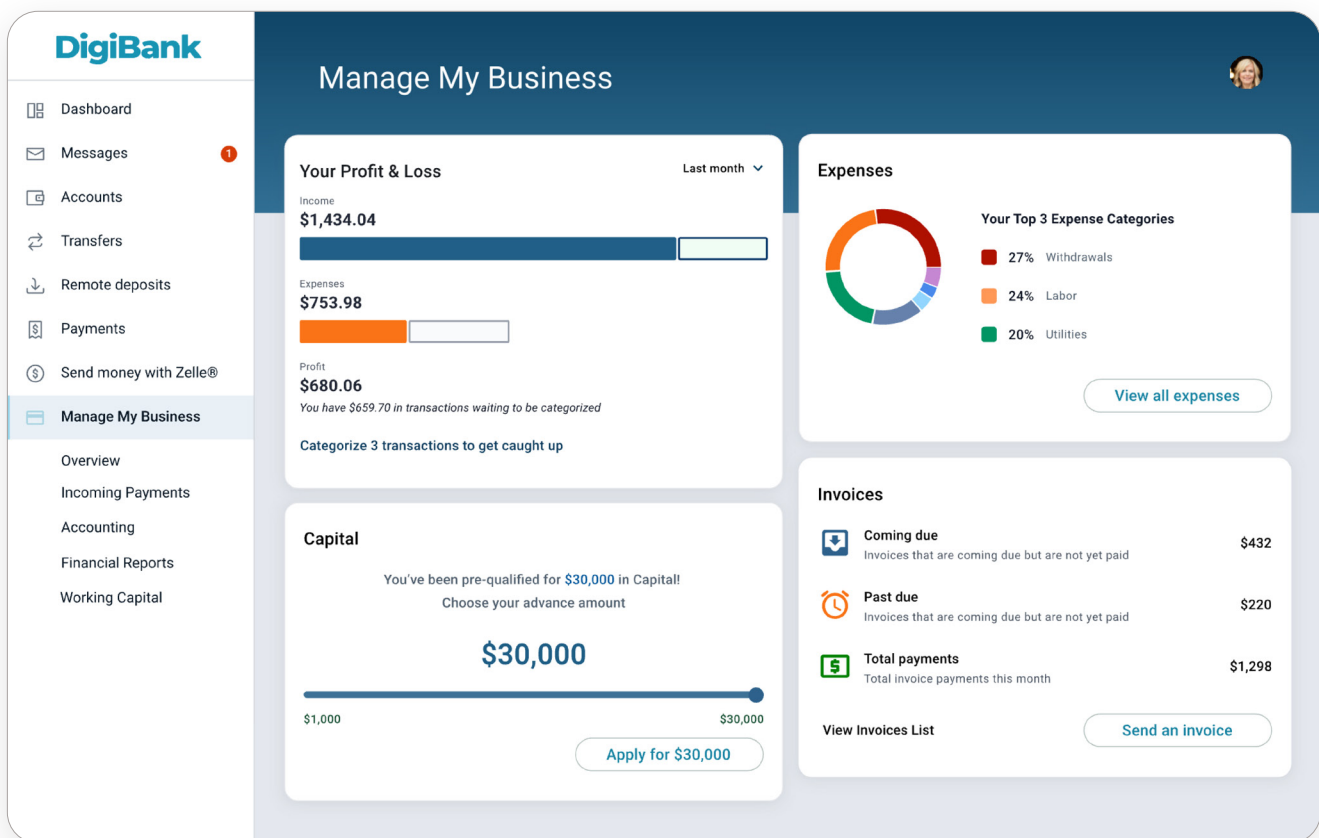 DigiBank
Dashboard
Messages
1
Accounts
Transfers
Remote deposits
Payments
Send money with Zelle®
Manage My Business
Overview
Incoming Payments
Accounting
Financial Reports
Working Capital
Manage My Business
Your Profit & Loss
Last month
Income
$1,434.04
Expenses
$753.98
Profit
$680.06
You have $659.70 in transactions waiting to be categorized
Categorize 3 transactions to get caught up
Expenses
Your Top 3 Expense Categories
27% Withdrawals
24% Labor
20% Utilities
View all expenses
Capital
You've been pre-qualified for $30,000 in Capital!
Choose your advance amount
$30,000
$1,000
$30,000
Apply for $30,000
Invoices
Coming due
Invoices that are coming due but are not yet paid
$432
Past due
Invoices that are coming due but are not yet paid
$220
Total payments
Total invoice payments this month
$1,298
View Invoices List
Send an invoice